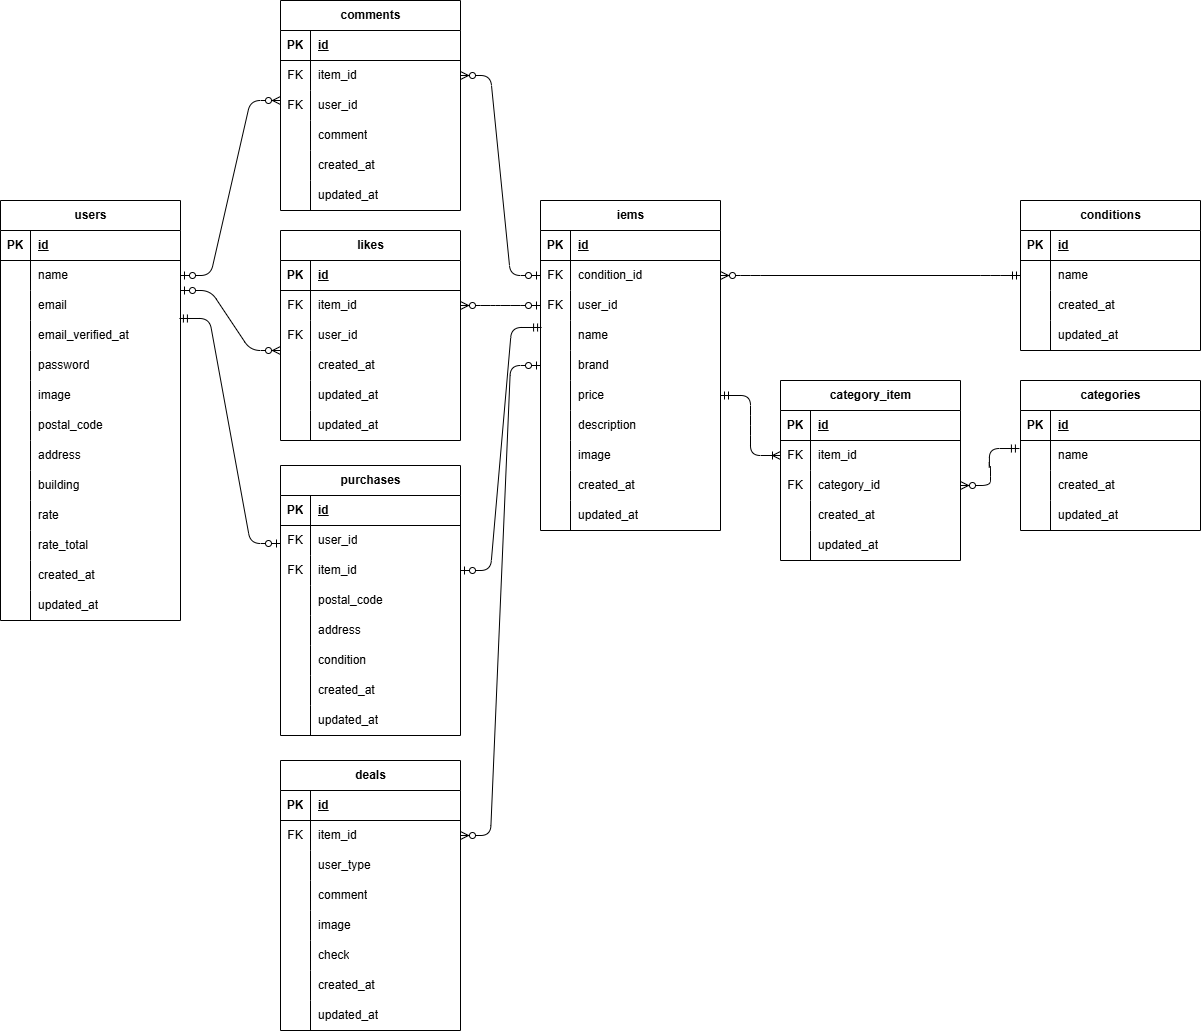 comments
PK id
FK item_id
FK user_id
comment
created_at
updated_at
users
PK id
name
email
email_verified_at
password
image
postal_code
address
building
rate
rate_total
created_at
updated_at
likes
PK id
FK item_id
FK user_id
created_at
updated_at
updated_at
purchases
PK id
FK user_id
FK item_id
postal_code
address
condition
created_at
updated_at
deals
PK id
FK item_id
user_type
comment
image
check
created_at
updated_at
iems
PK id
FK condition_id
FK user_id
name
brand
price
description
image
created_at
updated_at
conditions
PK id
name
created_at
updated_at
category_item
PK id
FK item_id
FK category_id
created_at
updated_at
categories
PK id
name
created_at
updated_at